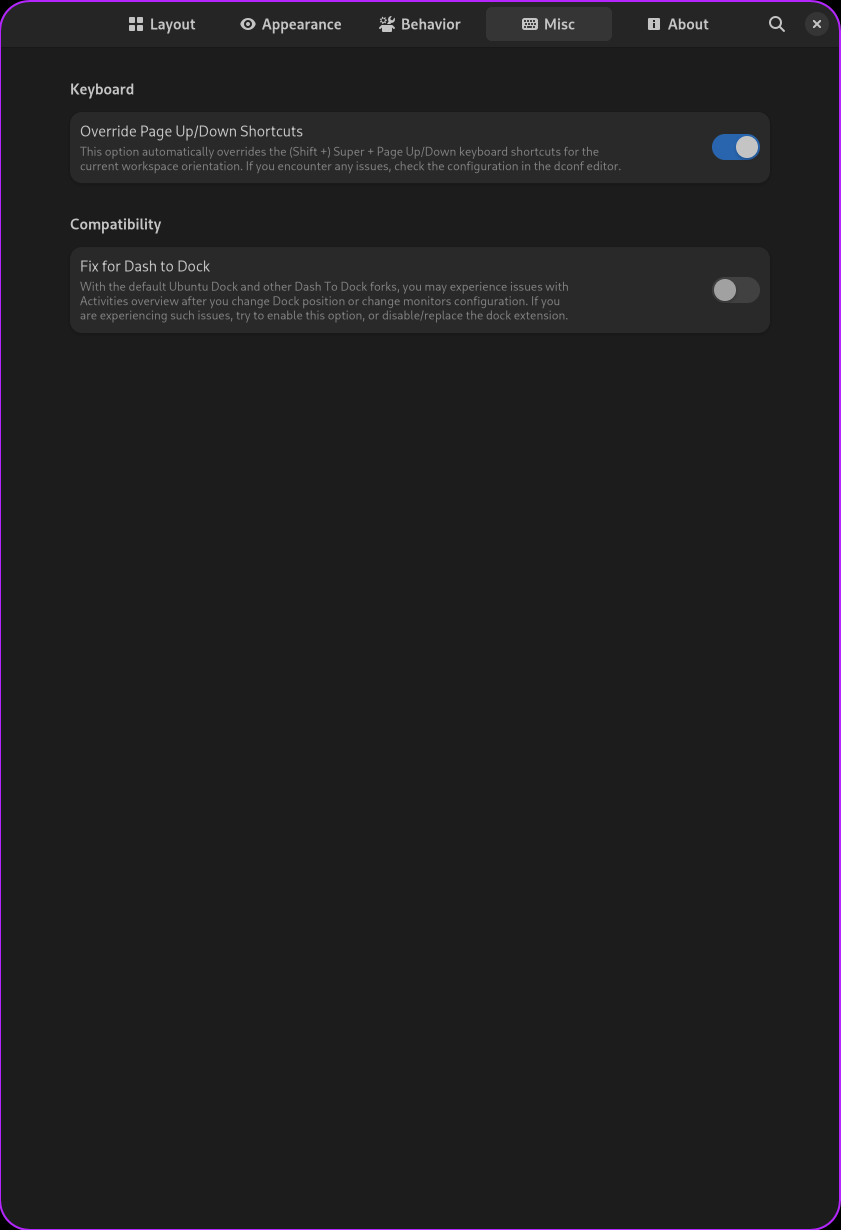 Layout Appearance Behavior Misc About
Keyboard
Override Page Up/Down Shortcuts
This option automatically overrides the (Shift +) Super + Page Up/Down keyboard shortcuts for the
current workspace orientation. If you encounter any issues, check the configuration in the dconf editor.
Compatibility
Fix for Dash to Dock
With the default Ubuntu Dock and other Dash To Dock forks, you may experience issues with
Activities overview after you change Dock position or change monitors configuration. If you
are experiencing such issues, try to enable this option, or disable/replace the dock extension.